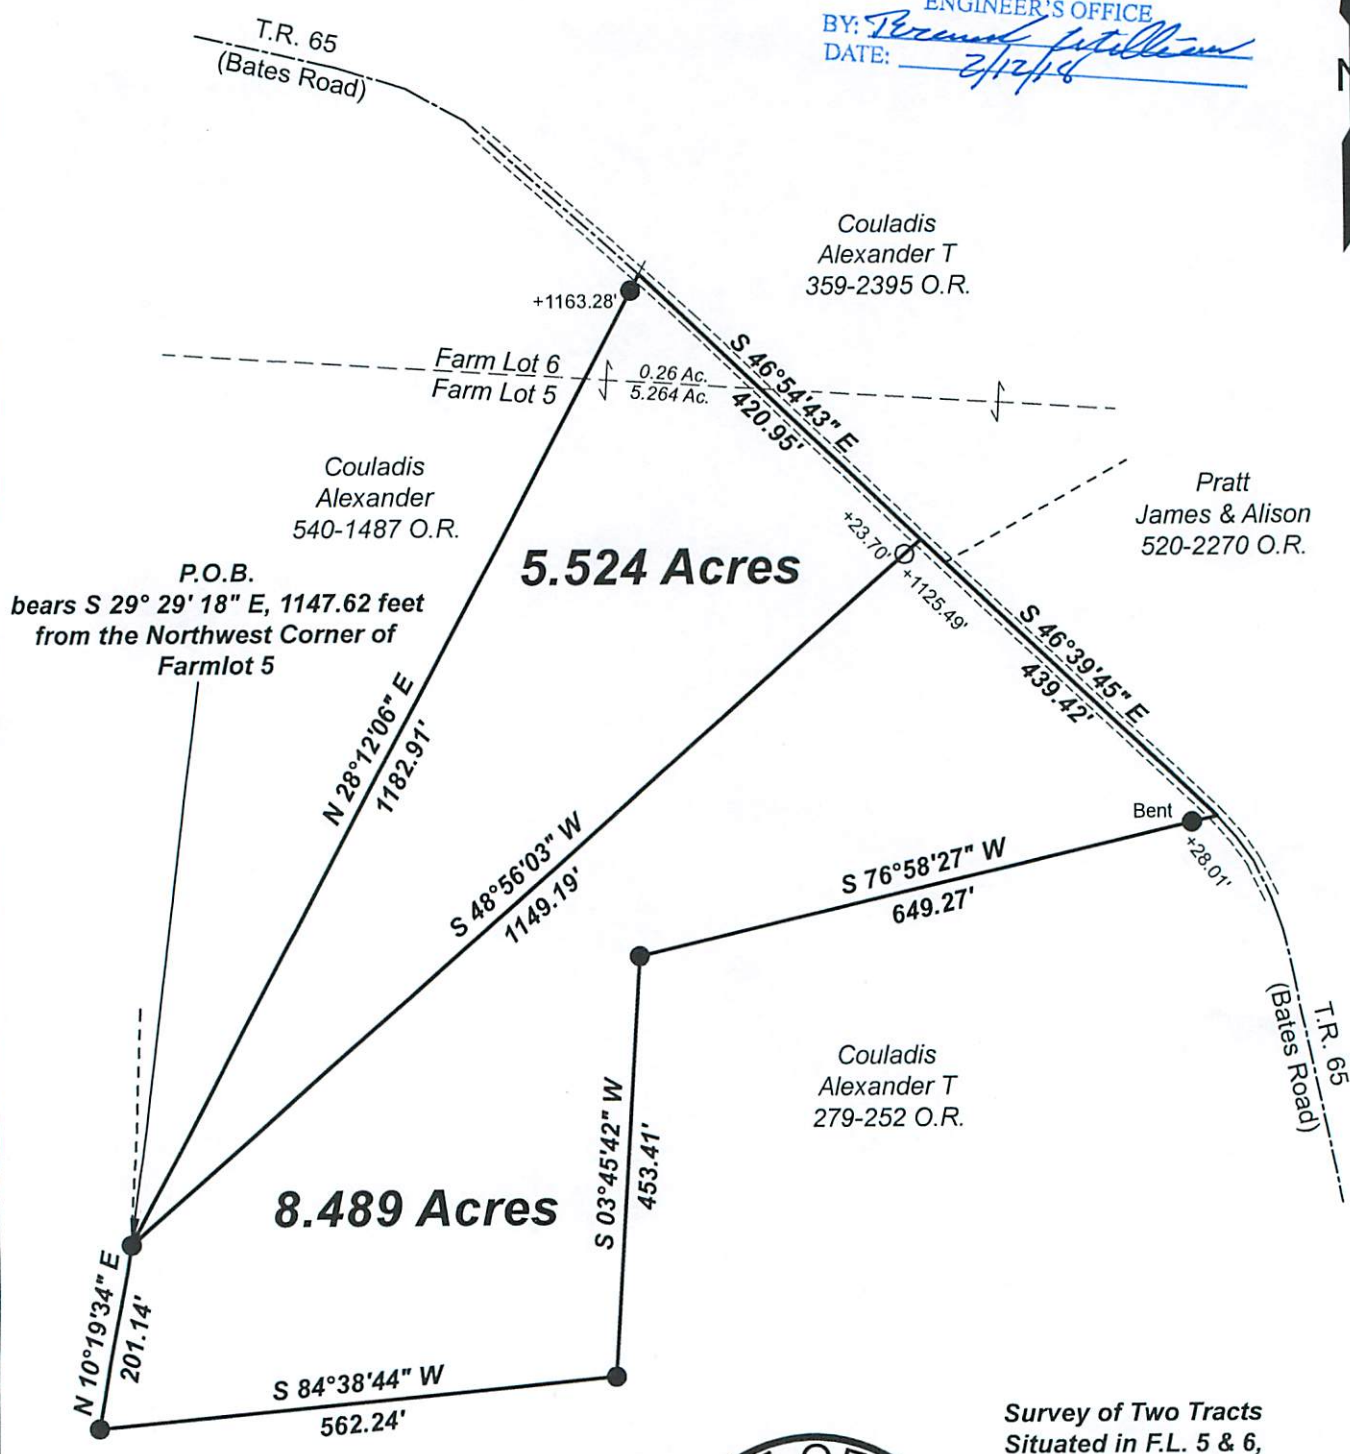 ENGINEER'S OFFICE
BY:
DATE: 2/12/18
N
T.R. 65
(Bates Road)
Couladis
Alexander T
359-2395 O.R.
+1163.28'
S 46°54'43" E
420.95'
Farm Lot 6
Farm Lot 5
0.26 Ac.
5.264 Ac.
Couladis
Alexander
540-1487 O.R.
Pratt
James & Alison
520-2270 O.R.
+23.70'
+1125.49'
5.524 Acres
P.O.B.
bears S 29° 29' 18" E, 1147.62 feet
from the Northwest Corner of
Farmlot 5
S 46°39'45" E
439.42'
N 28°12'06" E
1182.91'
S 48°56'03" W
1149.19'
Bent
+28.01'
S 76°58'27" W
649.27'
T.R. 65
(Bates Road)
Couladis
Alexander T
279-252 O.R.
S 03°45'42" W
453.41'
8.489 Acres
N 10°19'34" E
201.14'
S 84°38'44" W
562.24'
Survey of Two Tracts
Situated in F.L. 5 & 6,
OF